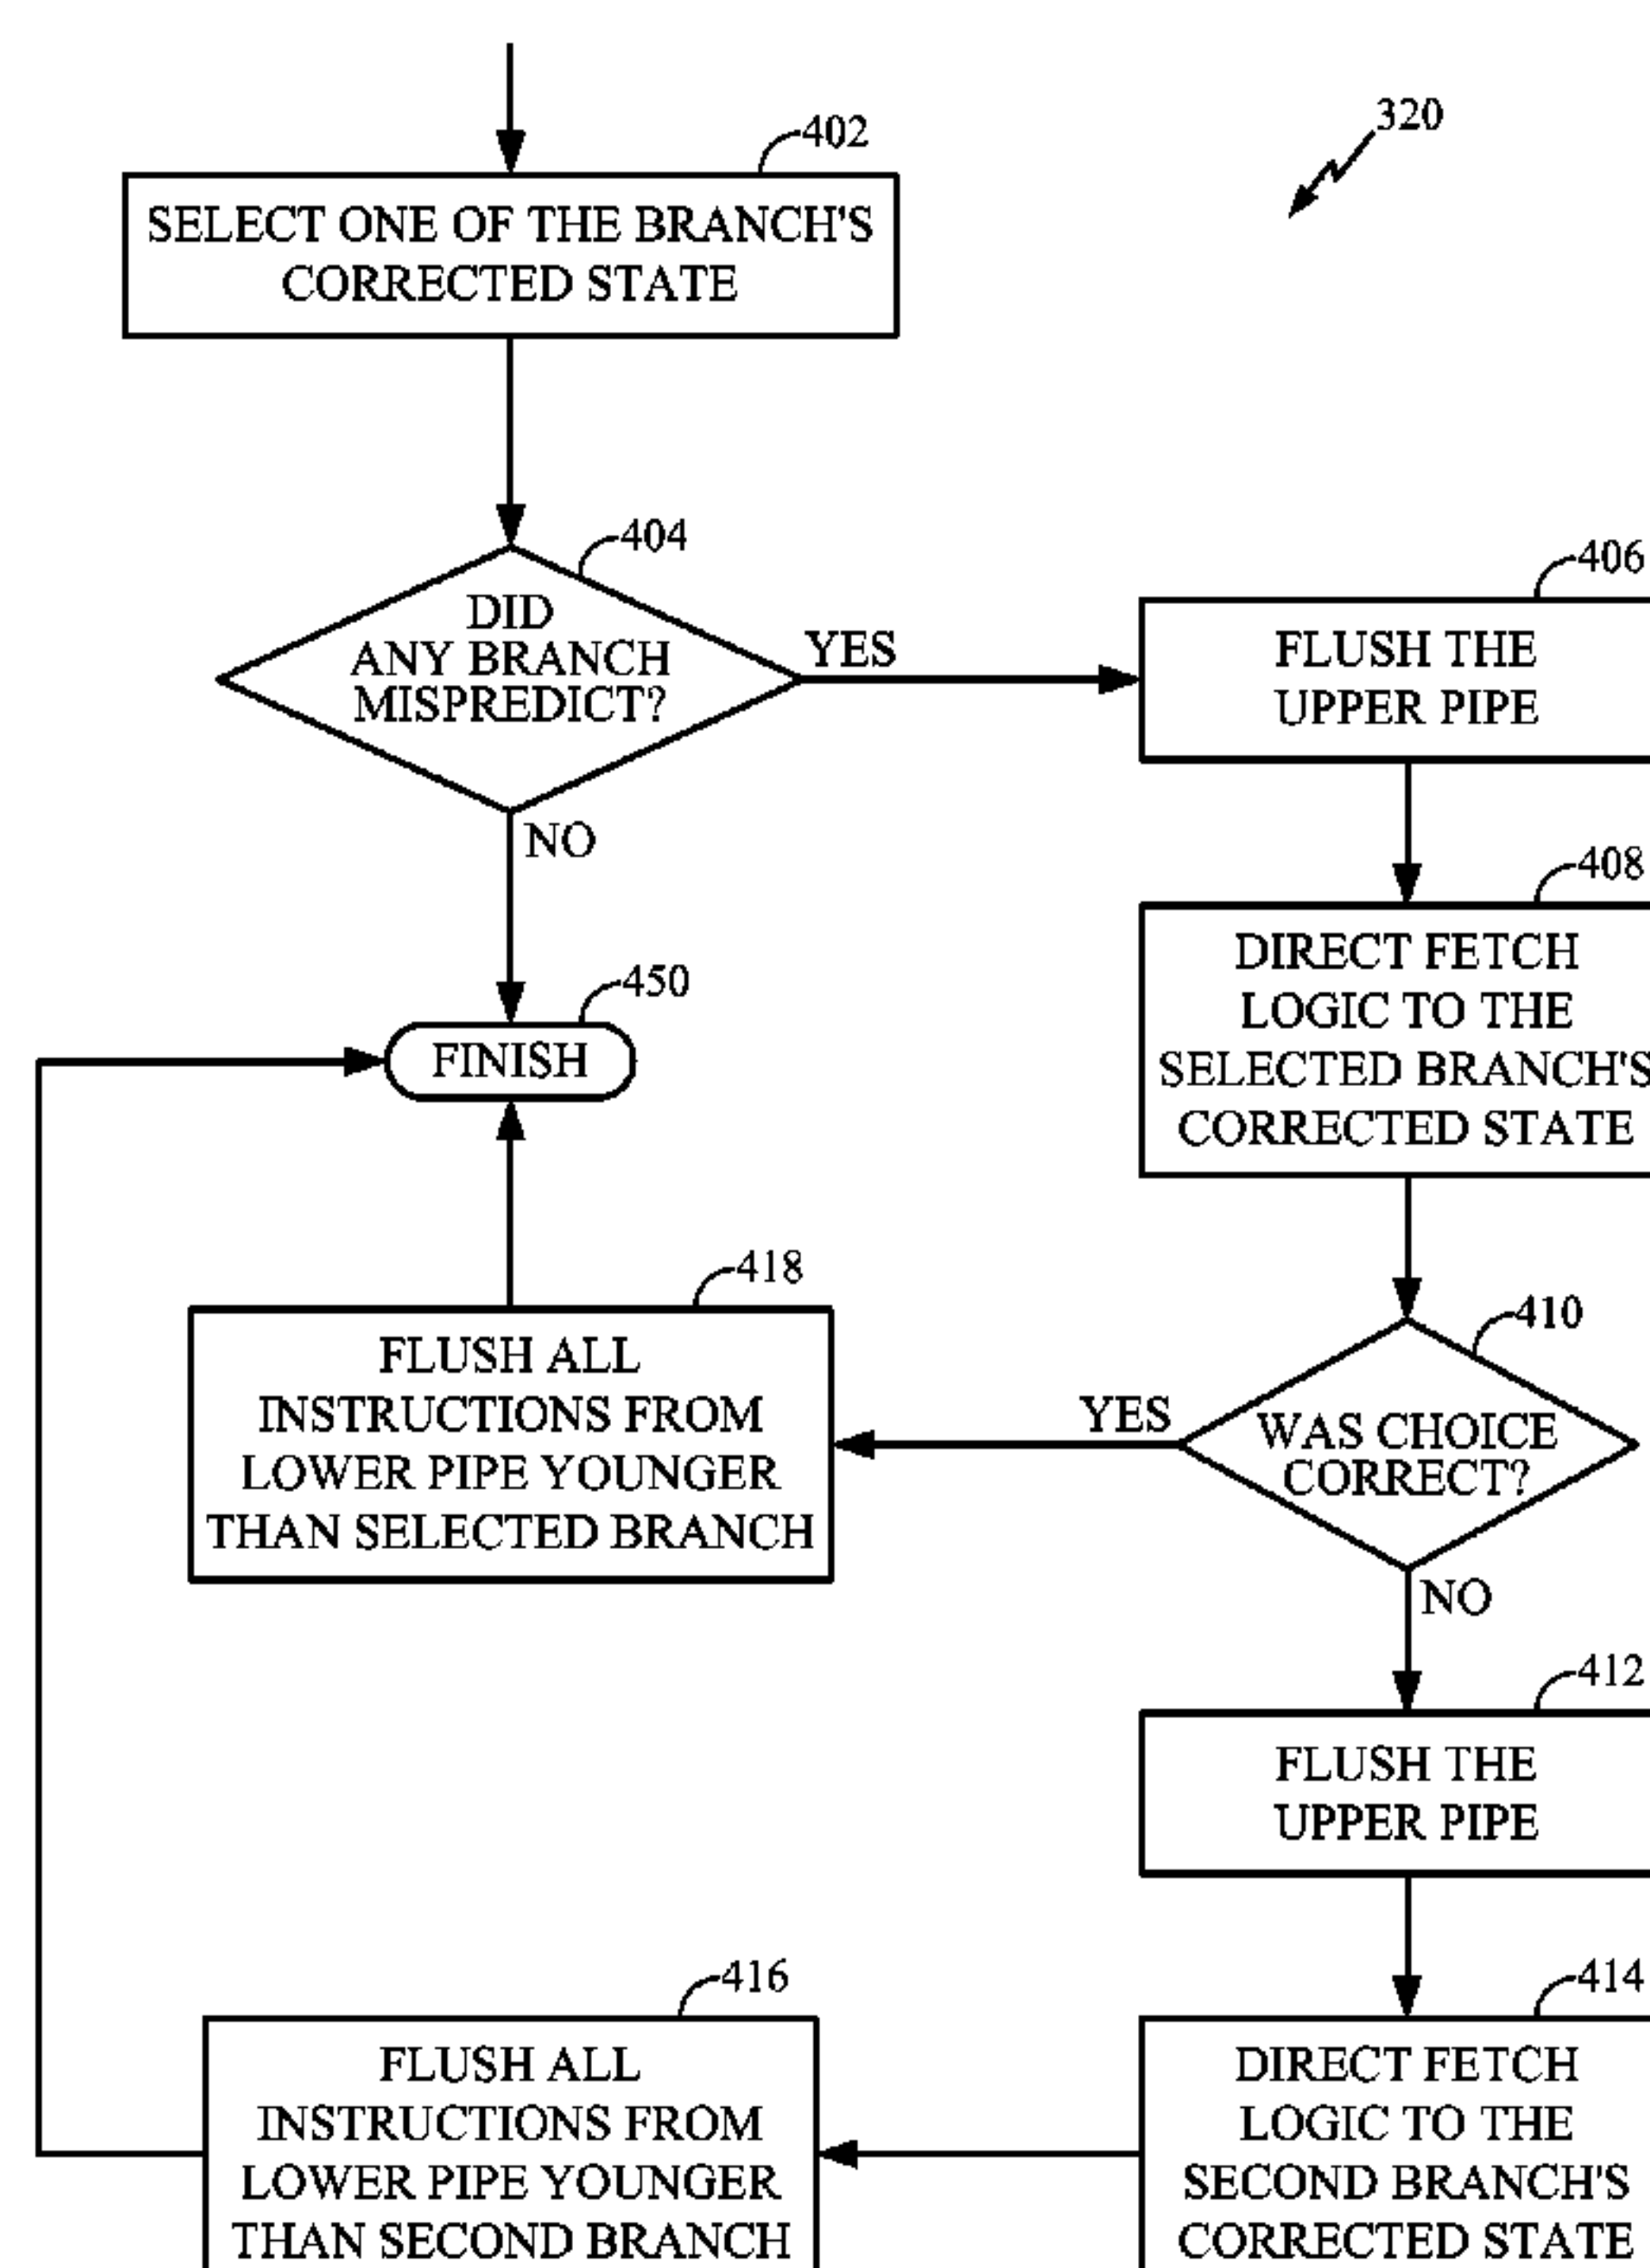 320
402
SELECT ONE OF THE BRANCH'S
CORRECTED STATE
404
DID
ANY BRANCH
MISPREDICT?
YES
NO
406
FLUSH THE
UPPER PIPE
408
DIRECT FETCH
LOGIC TO THE
SELECTED BRANCH'S
CORRECTED STATE
450
FINISH
410
WAS CHOICE
CORRECT?
YES
NO
418
FLUSH ALL
INSTRUCTIONS FROM
LOWER PIPE YOUNGER
THAN SELECTED BRANCH
412
FLUSH THE
UPPER PIPE
414
DIRECT FETCH
LOGIC TO THE
SECOND BRANCH'S
CORRECTED STATE
416
FLUSH ALL
INSTRUCTIONS FROM
LOWER PIPE YOUNGER
THAN SECOND BRANCH